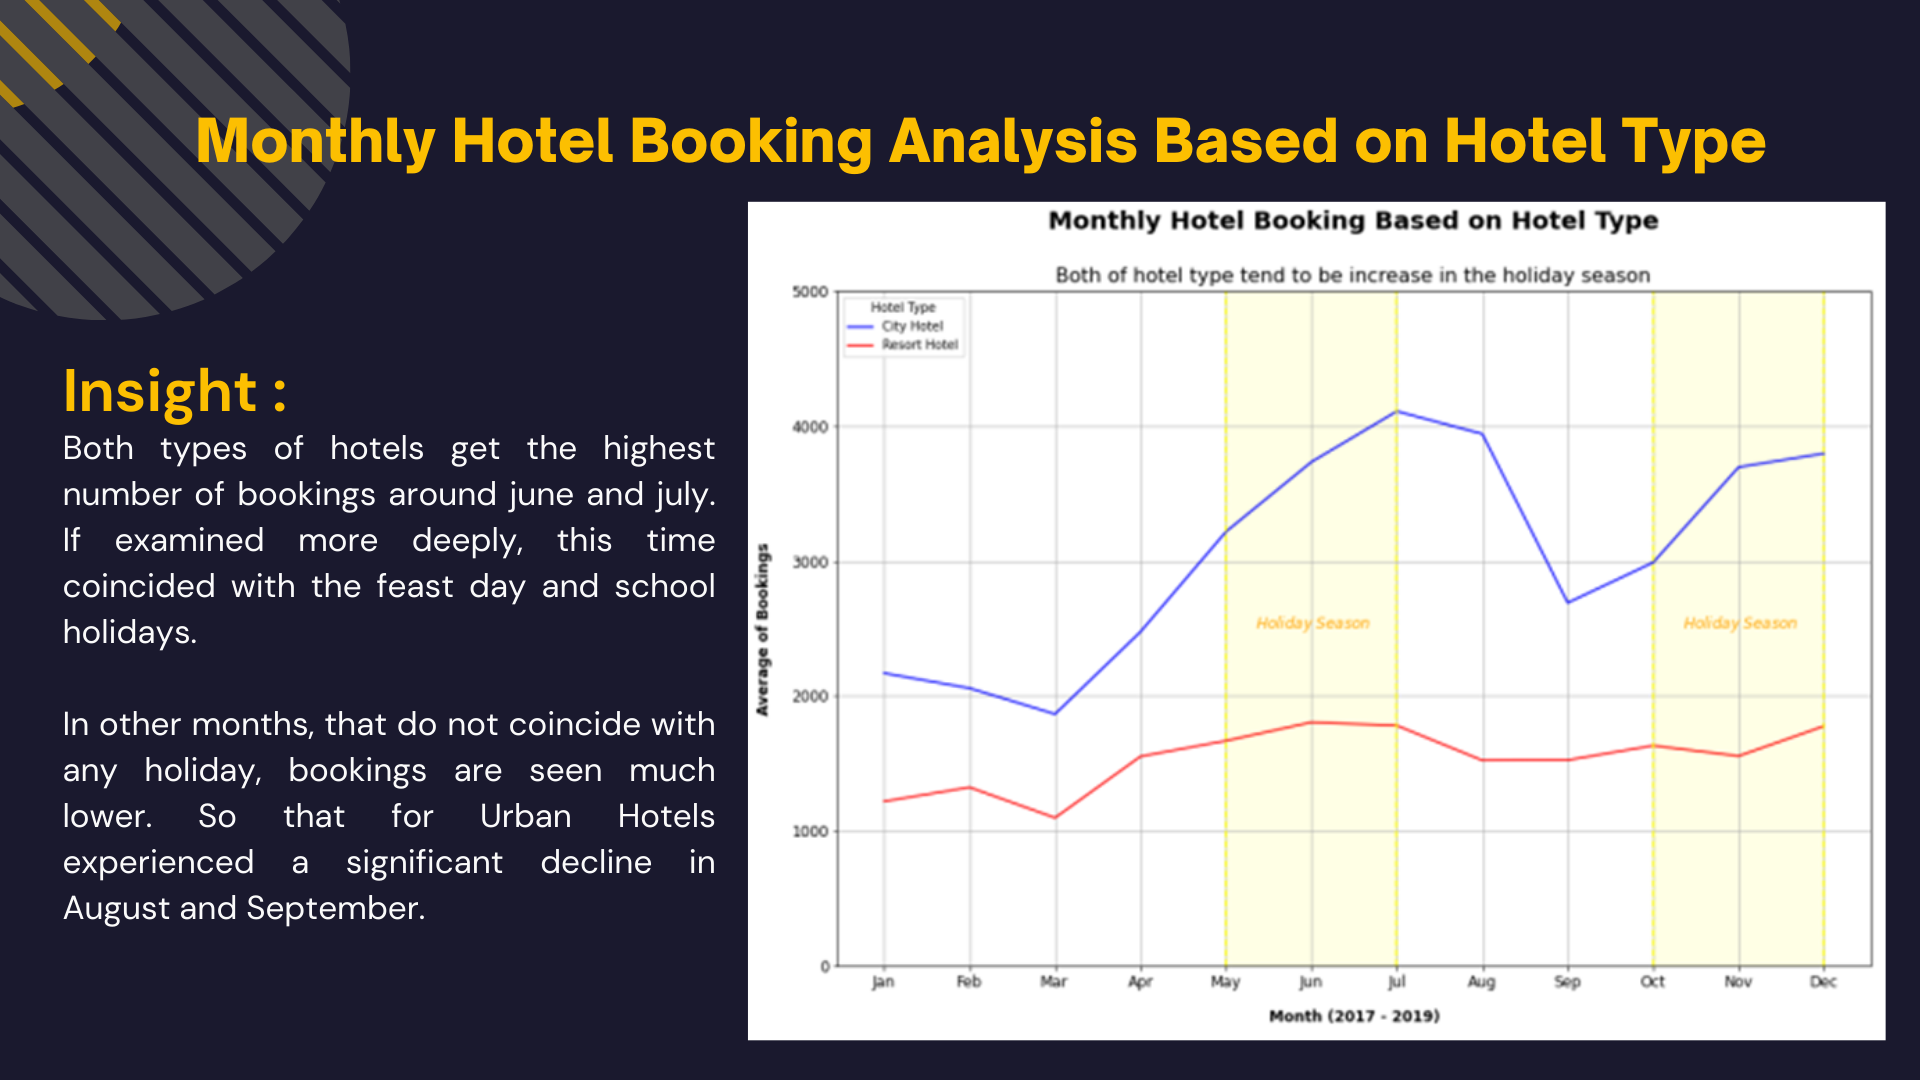 Monthly Hotel Booking Analysis Based on Hotel Type
Insight :
Both types of hotels get the highest
number of bookings around june and july.
If examined more deeply, this time
coincided with the feast day and school
holidays.
In other months, that do not coincide with
any holiday, bookings are seen much
lower. So that for Urban Hotels
experienced a significant decline in
August and September.
Monthly Hotel Booking Based on Hotel Type
Both of hotel type tend to be increase in the holiday season
Hotel Type
City Hotel
Resort Hotel
Average of Bookings
5000
4000
3000
2000
1000
0
Holiday Season
Holiday Season
Jan Feb Mar Apr May Jun Jul Aug Sep Oct Nov Dec
Month (2017 - 2019)